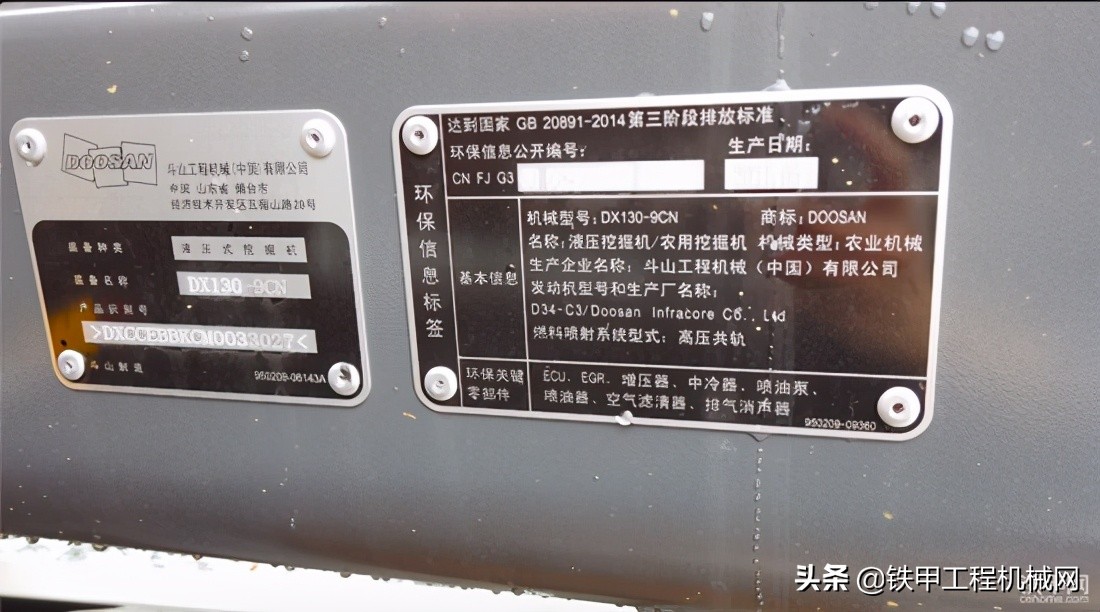 DOOSAN
斗山工程机械(中国)有限公司
中国 山东省 烟台市
经济技术开发区五指山路20号
设备种类 液压式挖掘机
设备名称 DX130-9CN
产品识别号
斗山制造
950209-06143A
达到国家 GB 20891-2014第三阶段排放标准、
环保信息公开编号:
生产日期:
CN FJ G3
环保信息标签
基本信息
机械型号: DX130-9CN 商标: DOOSAN
名称: 液压挖掘机/农用挖掘机 机械类型: 农业机械
生产企业名称: 斗山工程机械(中国)有限公司
发动机型号和生产厂名称:
D34-C3/Doosan Infracore Co., Ltd
燃料喷射系统型式: 高压共轨
环保关键
零部件
ECU、EGR、增压器、中冷器、喷油泵、
喷油器、空气滤清器、排气消声器
950209-09360
头条 @铁甲工程机械网